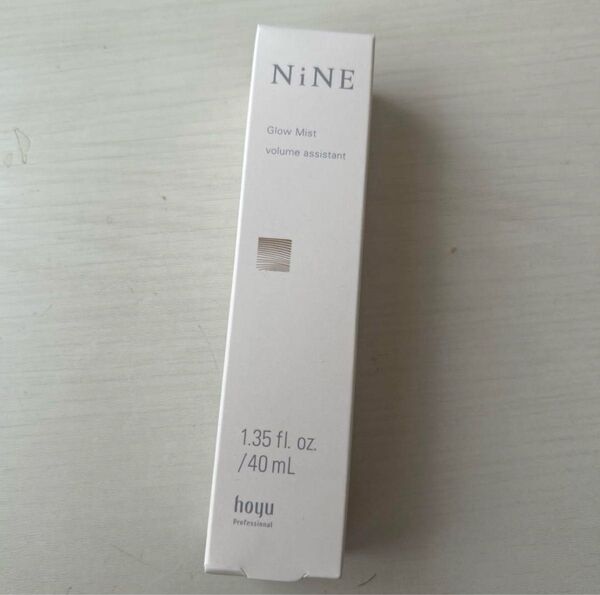 NiNE
Glow Mist
volume assistant
1.35 fl. oz.
/40 mL
hoyu
Professional